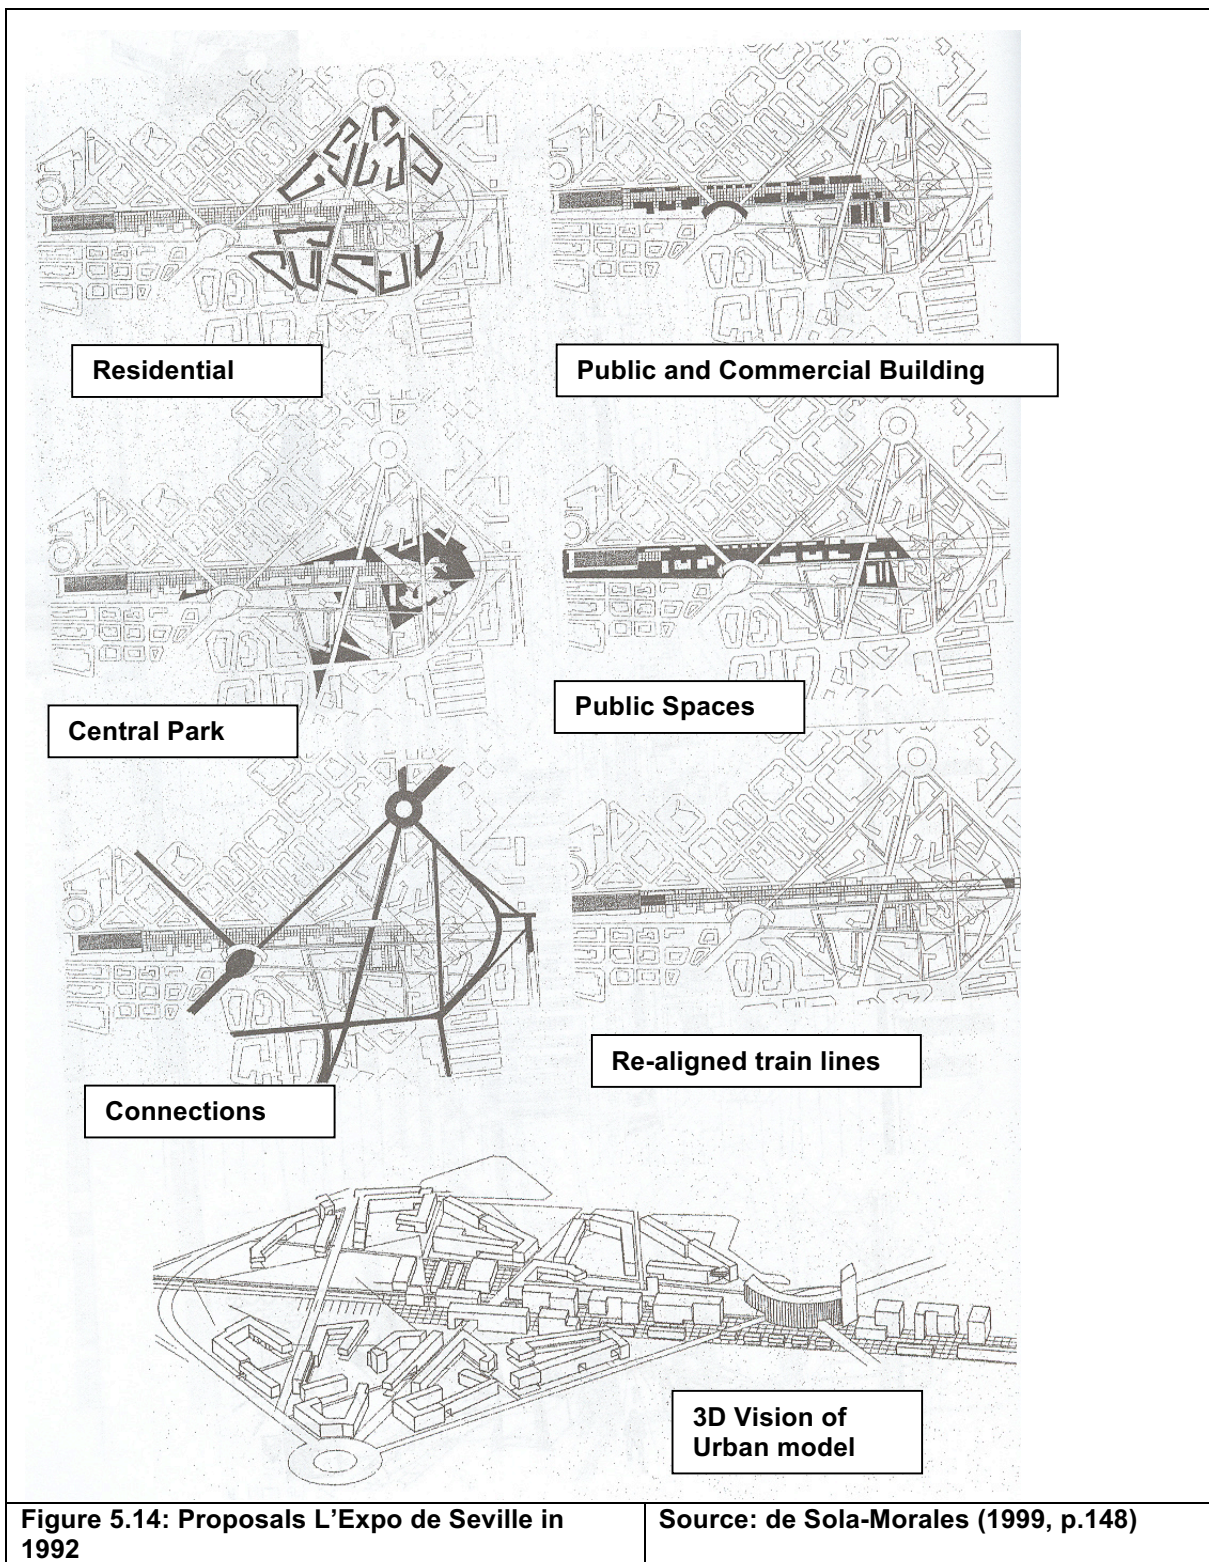 Residential
Public and Commercial Building
Central Park
Public Spaces
Connections
Re-aligned train lines
3D Vision of
Urban model
Figure 5.14: Proposals L’Expo de Seville in
1992
Source: de Sola-Morales (1999, p.148)